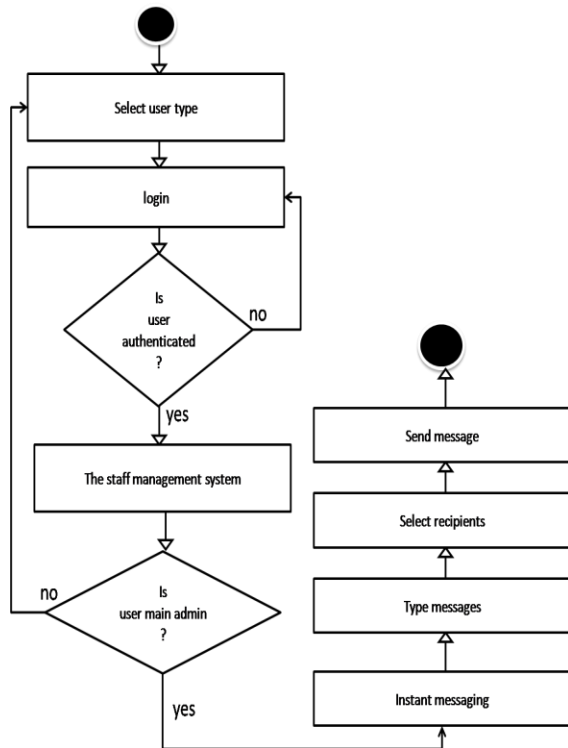 Select user type
login
Is
user
authenticated
?
no
yes
The staff management system
Is
user main admin
?
no
yes
Instant messaging
Type messages
Select recipients
Send message